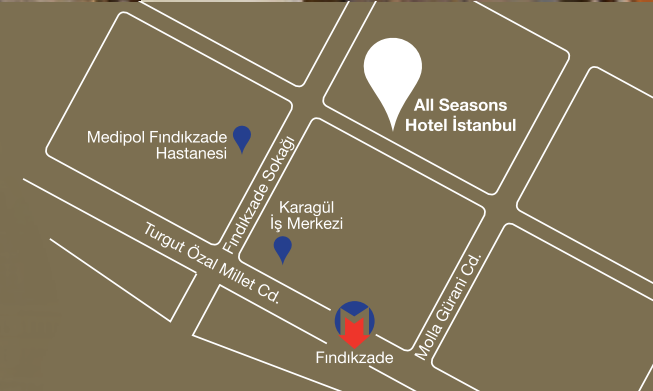 All Seasons
Hotel İstanbul
Medipol Fındıkzade
Hastanesi
Fındıkzade Sokağı
Karagül
İş Merkezi
Turgut Özal Millet Cd.
Molla Gürani Cd.
Fındıkzade